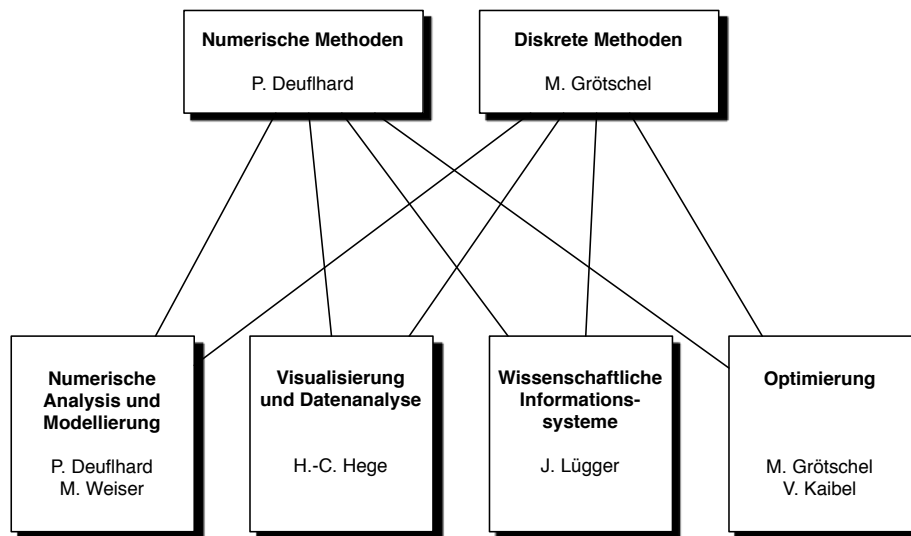 Numerische Methoden
P. Deuflhard
Diskrete Methoden
M. Grötschel
Numerische
Analysis und
Modellierung
P. Deuflhard
M. Weiser
Visualisierung
und Datenanalyse
H.-C. Hege
Wissenschaftliche
Informations-
systeme
J. Lügger
Optimierung
M. Grötschel
V. Kaibel